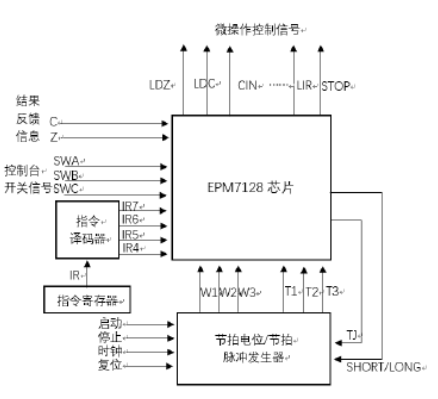 微操作控制信号
LDZ LDC CIN …… LIR STOP
结果
反馈 C
信息 Z
SWA
控制台 SWB
开关信号 SWC
EPM7128 芯片
指令
译码器
IR7
IR6
IR5
IR4
IR
指令寄存器
W1 W2 W3 T1 T2 T3
启动
停止
时钟
复位
节拍电位/节拍
脉冲发生器
TJ
SHORT/LONG